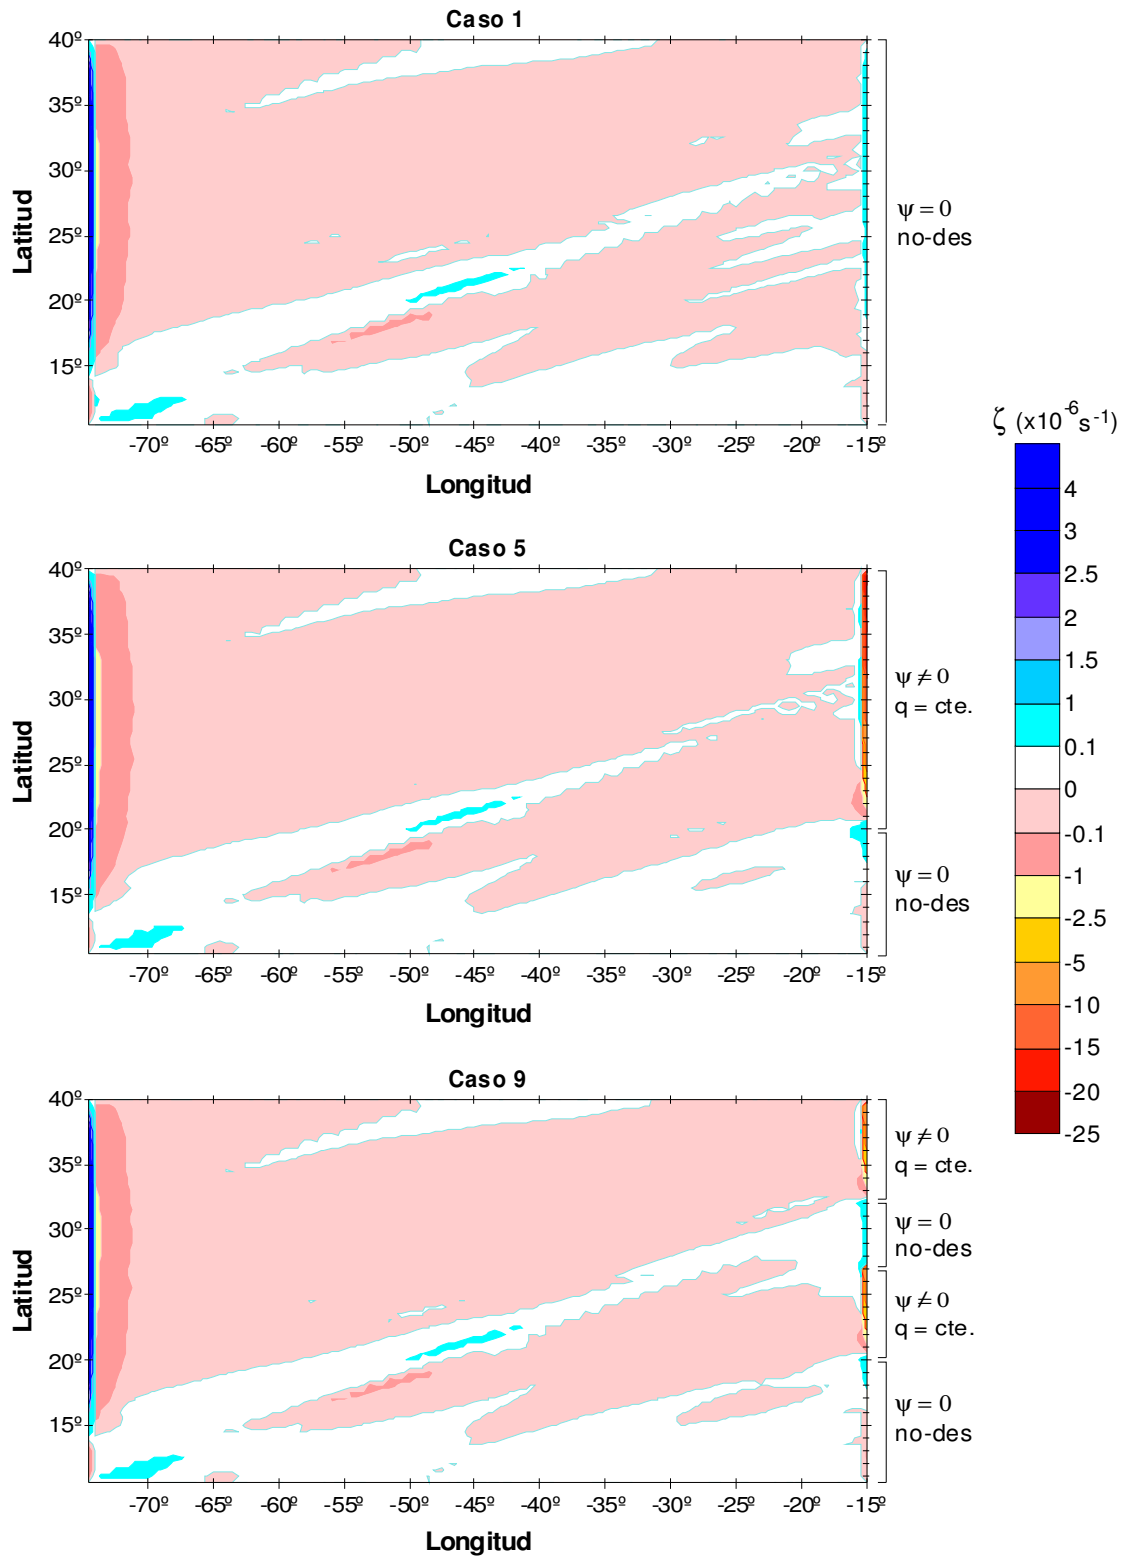 Caso 1
40º
35º
30º
25º
20º
15º
Latitud
-70º -65º -60º -55º -50º -45º -40º -35º -30º -25º -20º -15º
Longitud
ψ = 0
no-des
Caso 5
40º
35º
30º
25º
20º
15º
Latitud
-70º -65º -60º -55º -50º -45º -40º -35º -30º -25º -20º -15º
Longitud
ψ ≠ 0
q = cte.
ψ = 0
no-des
Caso 9
40º
35º
30º
25º
20º
15º
Latitud
-70º -65º -60º -55º -50º -45º -40º -35º -30º -25º -20º -15º
Longitud
ψ ≠ 0
q = cte.
ψ = 0
no-des
ψ ≠ 0
q = cte.
ψ = 0
no-des
ζ (x10⁻⁶s⁻¹)
4
3
2.5
2
1.5
1
0.1
0
-0.1
-1
-2.5
-5
-10
-15
-20
-25